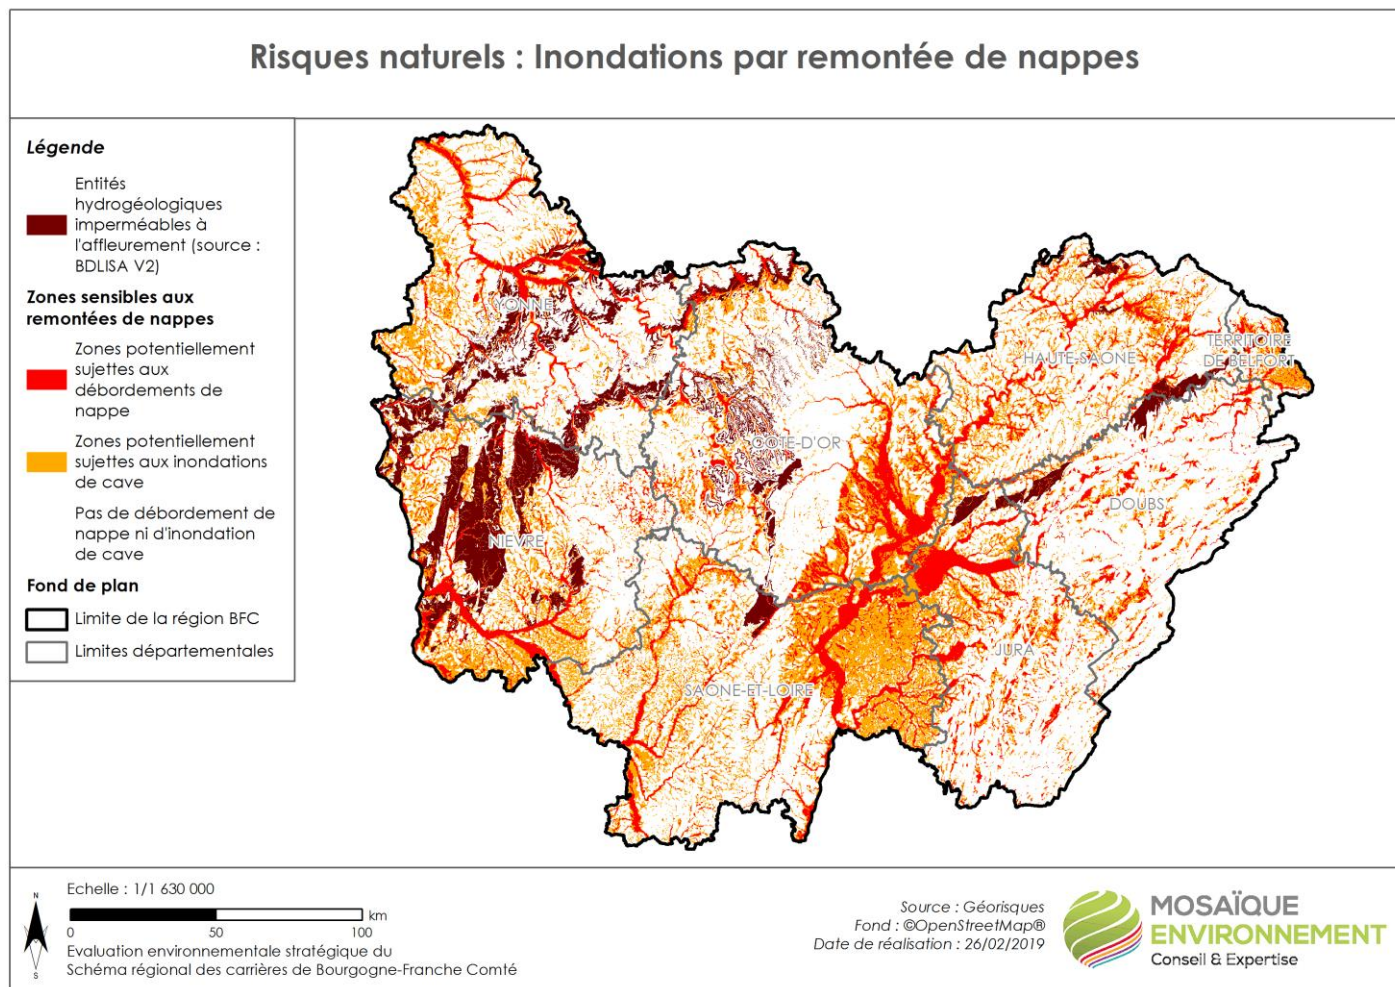 Risques naturels : Inondations par remontée de nappes
Légende
Entités
hydrogéologiques
imperméables à
l'affleurement (source :
BDLISA V2)
Zones sensibles aux
remontées de nappes
Zones potentiellement
sujettes aux
débordements de
nappe
Zones potentiellement
sujettes aux inondations
de cave
Pas de débordement de
nappe ni d'inondation
de cave
Fond de plan
Limite de la région BFC
Limites départementales
YONNE
HAUTE-SAONE
TERRITOIRE
DE BELFORT
COTE-D'OR
DOUBS
NIEVRE
JURA
SAONE-ET-LOIRE
N
S
Echelle : 1/1 630 000
km
0 50 100
Evaluation environnementale stratégique du
Schéma régional des carrières de Bourgogne-Franche Comté
Source : Géorisques
Fond : ©OpenStreetMap®
Date de réalisation : 26/02/2019
MOSAÏQUE
ENVIRONNEMENT
Conseil & Expertise